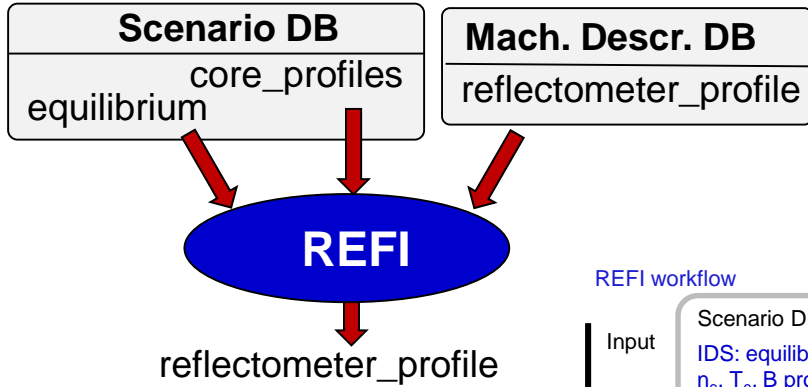 Scenario DB
core_profiles
equilibrium
Mach. Descr. DB
reflectometer_profile
REFI
reflectometer_profile
REFI workflow
Input
Scenario D
IDS: equilib